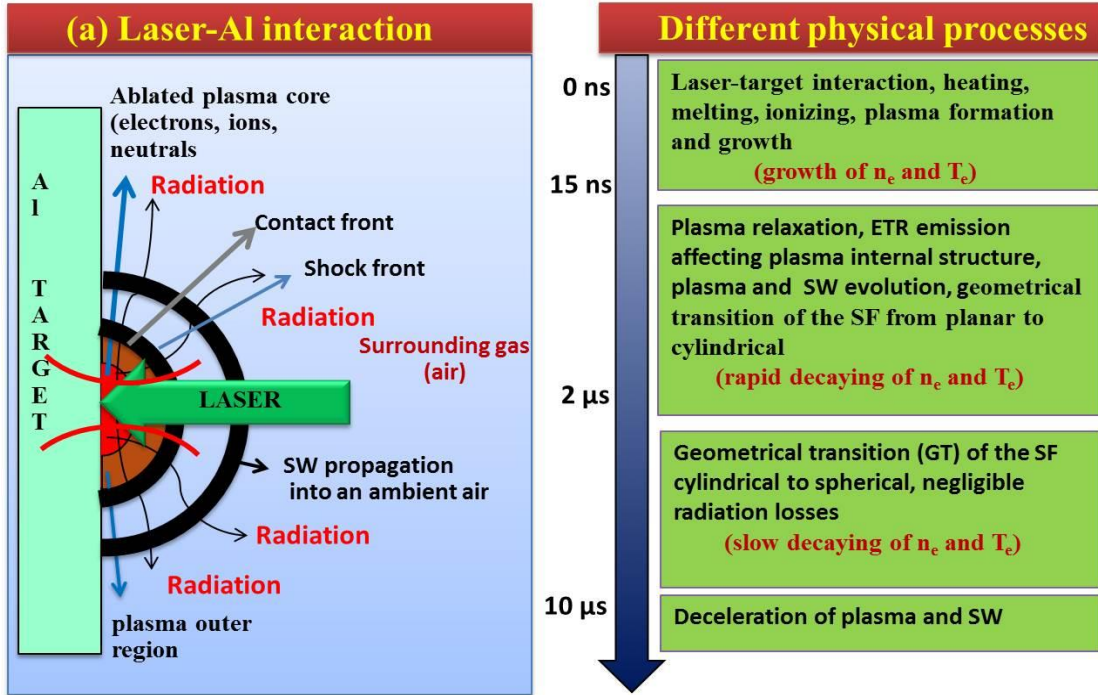 (a) Laser-Al interaction
Ablated plasma core
(electrons, ions,
neutrals
Radiation
Contact front
Shock front
Radiation
Surrounding gas
(air)
Al TARGET
LASER
SW propagation
into an ambient air
Radiation
Radiation
plasma outer
region
Different physical processes
0 ns
Laser-target interaction, heating,
melting, ionizing, plasma formation
and growth
(growth of nₑ and Tₑ)
15 ns
Plasma relaxation, ETR emission
affecting plasma internal structure,
plasma and SW evolution, geometrical
transition of the SF from planar to
cylindrical
(rapid decaying of nₑ and Tₑ)
2 μs
Geometrical transition (GT) of the SF
cylindrical to spherical, negligible
radiation losses
(slow decaying of nₑ and Tₑ)
10 μs
Deceleration of plasma and SW